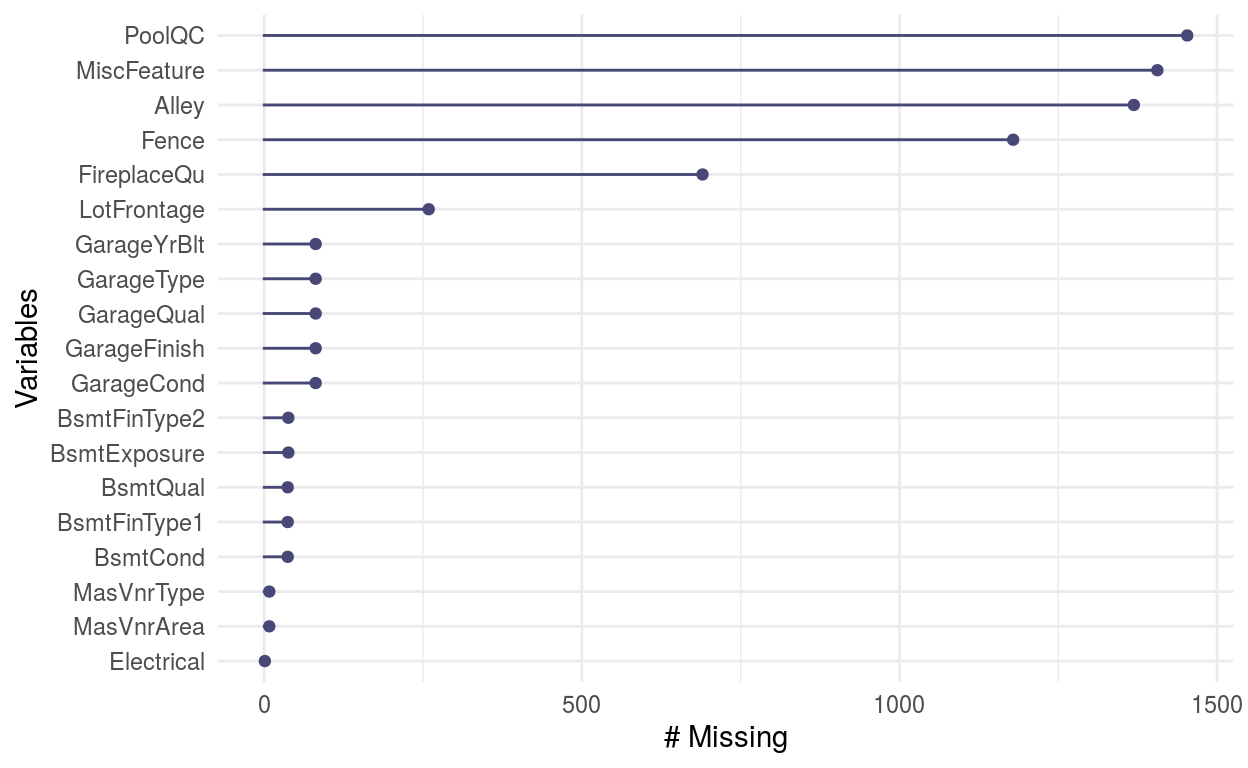 PoolQC
MiscFeature
Alley
Fence
FireplaceQu
LotFrontage
GarageYrBlt
GarageType
GarageQual
GarageFinish
GarageCond
BsmtFinType2
BsmtExposure
BsmtQual
BsmtFinType1
BsmtCond
MasVnrType
MasVnrArea
Electrical
Variables
0 500 1000 1500
# Missing